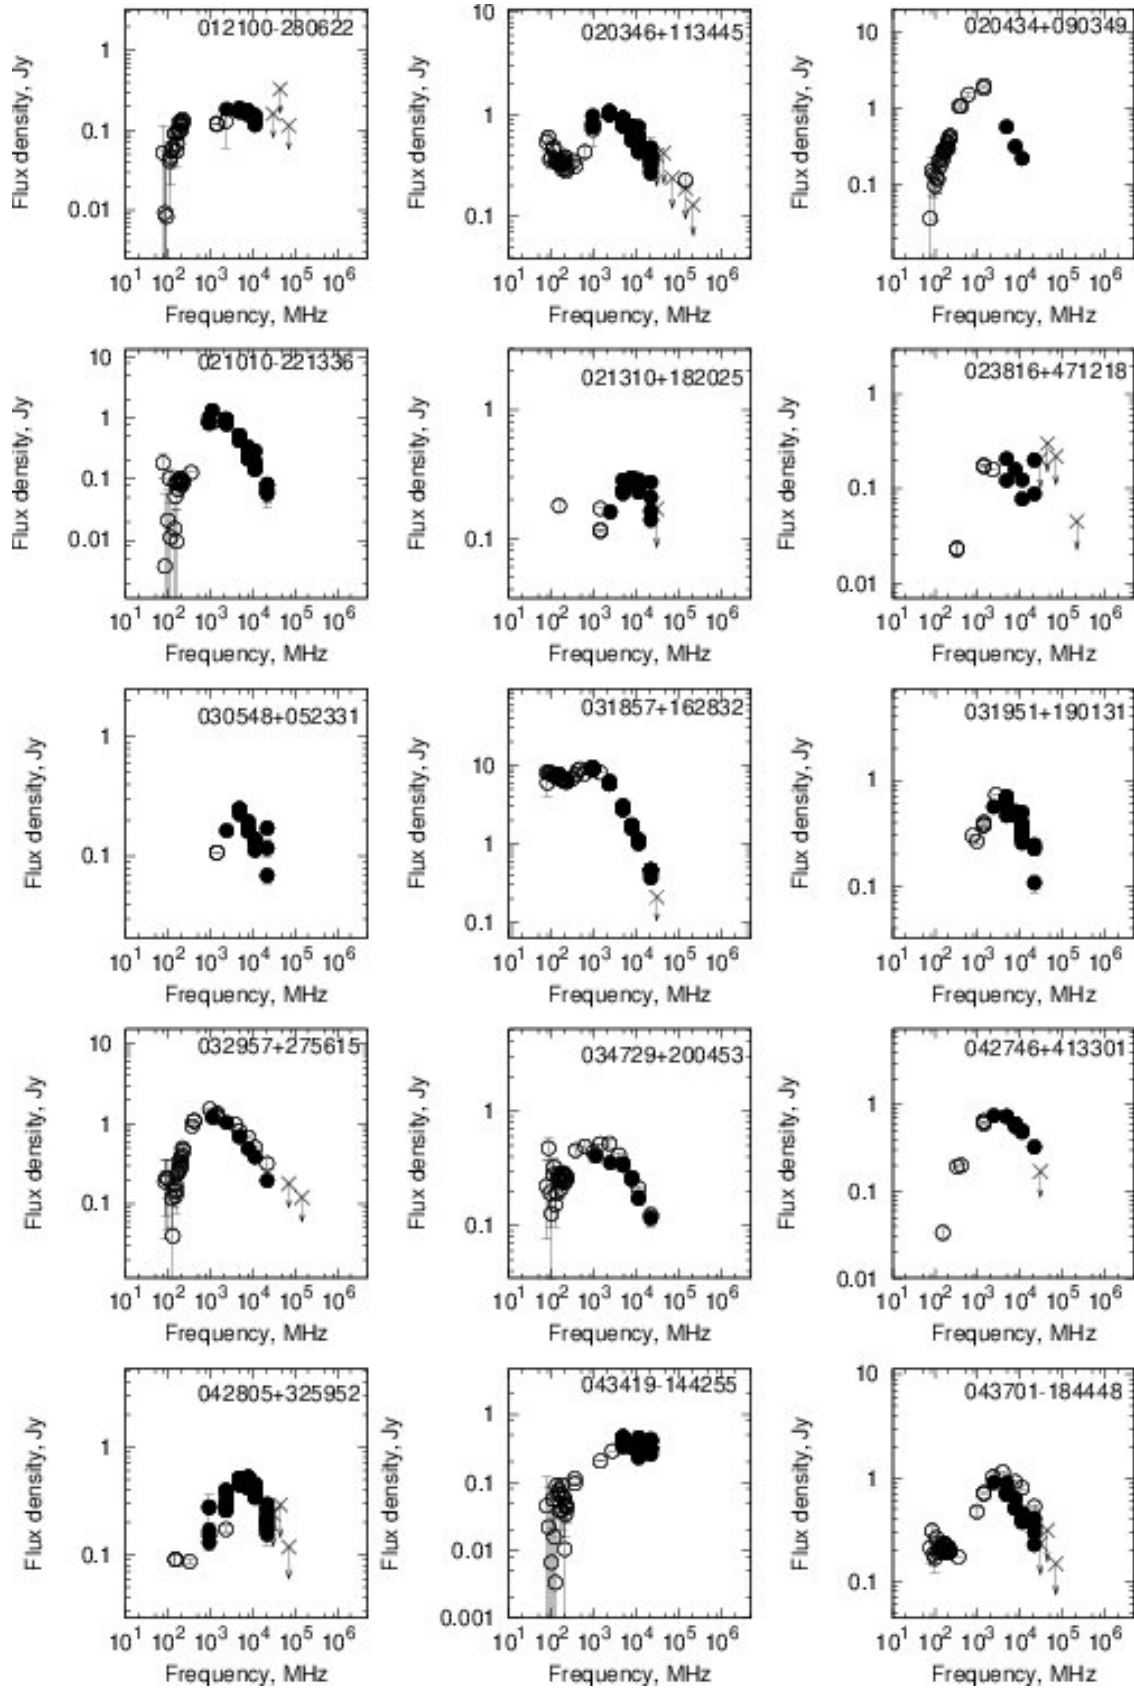 012100-280622
Flux density, Jy
1
0.1
0.01
10^1 10^2 10^3 10^4 10^5 10^6
Frequency, MHz
020346+113445
Flux density, Jy
10
1
0.1
10^1 10^2 10^3 10^4 10^5 10^6
Frequency, MHz
020434+090349
Flux density, Jy
10
1
0.1
10^1 10^2 10^3 10^4 10^5 10^6
Frequency, MHz
021010-221336
Flux density, Jy
10
1
0.1
0.01
10^1 10^2 10^3 10^4 10^5 10^6
Frequency, MHz
021310+182025
Flux density, Jy
1
0.1
10^1 10^2 10^3 10^4 10^5 10^6
Frequency, MHz
023816+471218
Flux density, Jy
1
0.1
0.01
10^1 10^2 10^3 10^4 10^5 10^6
Frequency, MHz
030548+052331
Flux density, Jy
1
0.1
10^1 10^2 10^3 10^4 10^5 10^6
Frequency, MHz
031857+162832
Flux density, Jy
10
1
0.1
10^1 10^2 10^3 10^4 10^5 10^6
Frequency, MHz
031951+190131
Flux density, Jy
1
0.1
10^1 10^2 10^3 10^4 10^5 10^6
Frequency, MHz
032957+275615
Flux density, Jy
10
1
0.1
10^1 10^2 10^3 10^4 10^5 10^6
Frequency, MHz
034729+200453
Flux density, Jy
1
0.1
10^1 10^2 10^3 10^4 10^5 10^6
Frequency, MHz
042746+413301
Flux density, Jy
1
0.1
0.01
10^1 10^2 10^3 10^4 10^5 10^6
Frequency, MHz
042805+325952
Flux density, Jy
1
0.1
10^1 10^2 10^3 10^4 10^5 10^6
Frequency, MHz
043419-144255
Flux density, Jy
1
0.1
0.01
0.001
10^1 10^2 10^3 10^4 10^5 10^6
Frequency, MHz
043701-184448
Flux density, Jy
10
1
0.1
10^1 10^2 10^3 10^4 10^5 10^6
Frequency, MHz